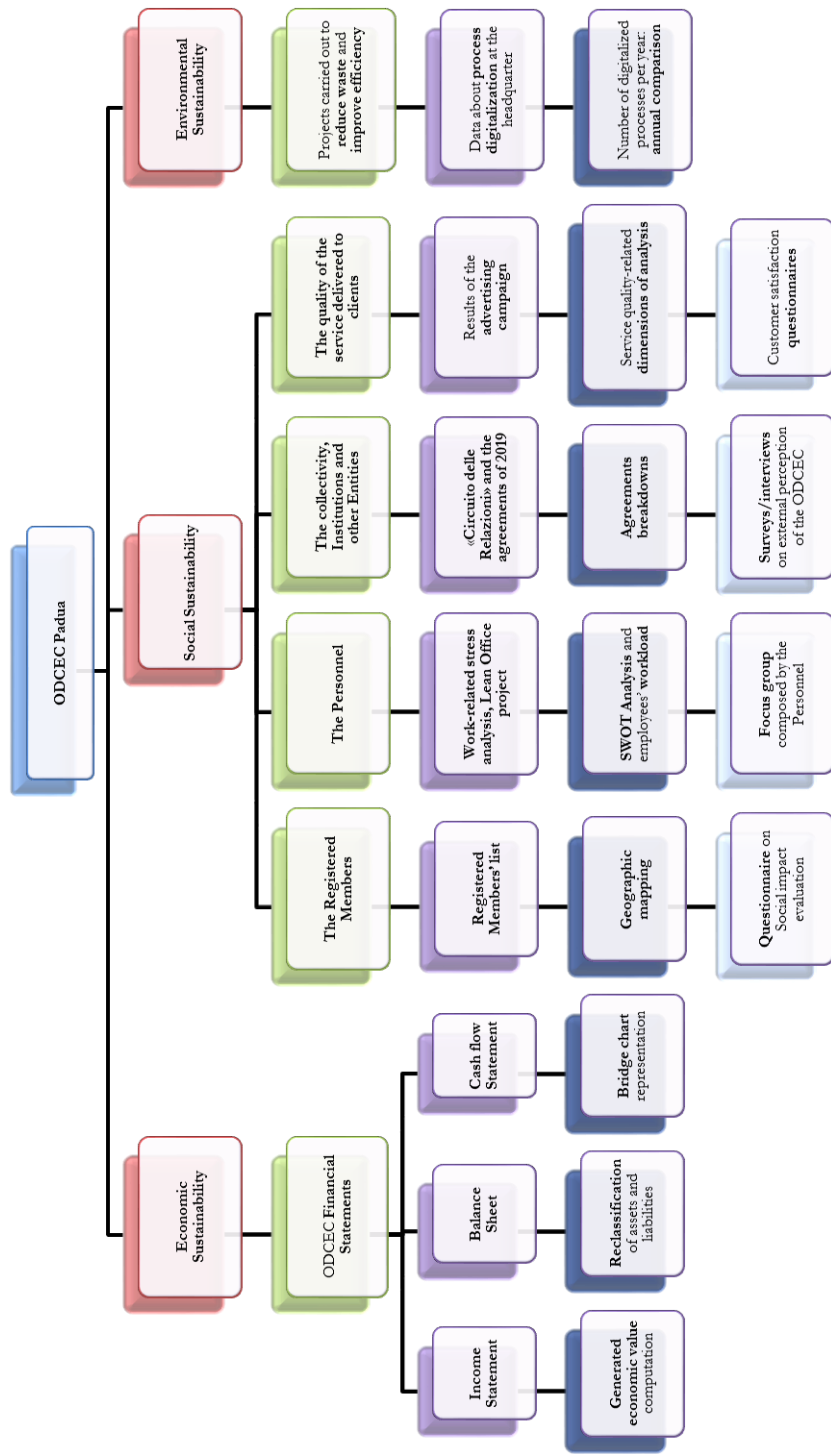 ODCEC Padua
Economic
Sustainability
Social Sustainability
Environmental
Sustainability
ODCEC Financial
Statements
The Registered
Members
The Personnel
The collectivity,
Institutions and
other Entities
The quality of the
service delivered to
clients
Projects carried out to
reduce waste and
improve efficiency
Income
Statement
Balance
Sheet
Cash flow
Statement
Registered
Members' list
Work-related stress
analysis, Lean Office
project
«Circuito delle
Relazioni» and the
agreements of 2019
Results of the
advertising
campaign
Data about process
digitalization at the
headquarter
Generated
economic value
computation
Reclassification
of assets and
liabilities
Bridge chart
representation
Geographic
mapping
SWOT Analysis and
employees' workload
Agreements
breakdowns
Service quality-related
dimensions of analysis
Number of digitalized
processes per year:
annual comparison
Questionnaire on
Social impact
evaluation
Focus group
composed by the
Personnel
Surveys/interviews
on external perception
of the ODCEC
Customer satisfaction
questionnaires